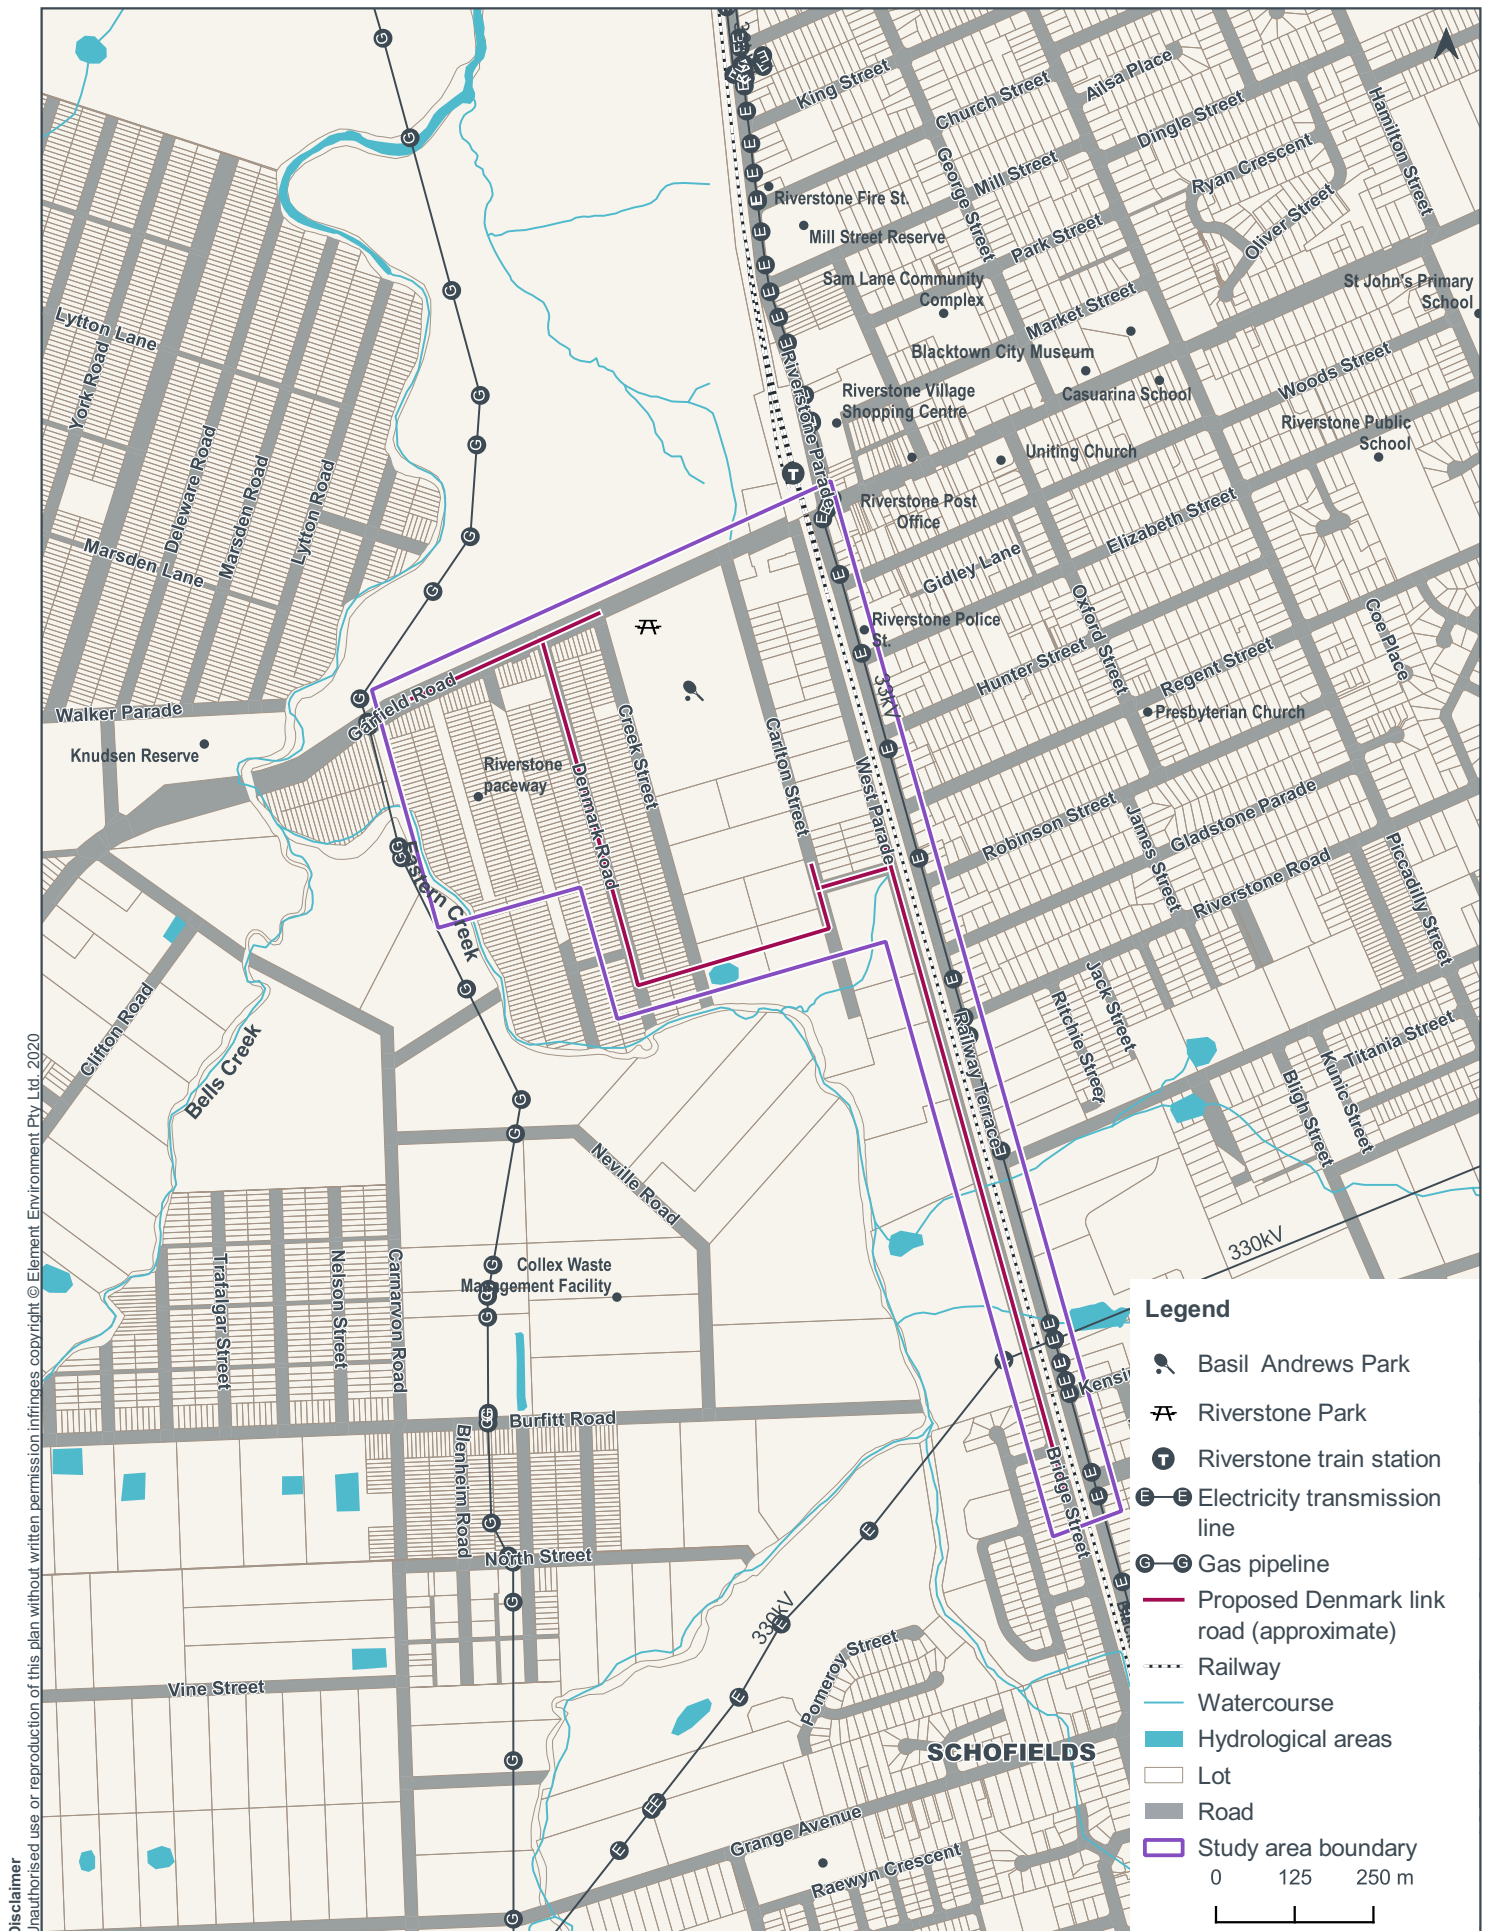 King Street
Church Street
Ailsa Place
Dingle Street
Hamilton Street
George Street
Mill Street
Ryan Crescent
Oliver Street
Park Street
Riverstone Fire St.
Mill Street Reserve
Sam Lane Community
Complex
St John's Primary
School
Market Street
Blacktown City Museum
Casuarina School
Woods Street
Riverstone Village
Shopping Centre
Riverstone Parade
Riverstone Public
School
Uniting Church
Lytton Lane
York Road
Deleware Road
Marsden Road
Lytton Road
Marsden Lane
T
Riverstone Post
Office
Elizabeth Street
Gidley Lane
Oxford Street
Coe Place
Riverstone Police
St.
Hunter Street
Regent Street
33kV
Presbyterian Church
Walker Parade
Garfield Road
Knudsen Reserve
Creek Street
Carlton Street
West Parade
Riverstone
paceway
Denmark Road
Robinson Street
James Street
Gladstone Parade
Riverstone Road
Piccadilly Street
Eastern Creek
Clifton Road
Bells Creek
Jack Street
Ritchie Street
Railway Terrace
Titania Street
Kunic Street
Bligh Street
Neville Road
330kV
Trafalgar Street
Nelson Street
Carnarvon Road
Collex Waste
Management Facility
Burfitt Road
Blenheim Road
Bridge Street
North Street
330kV
Pomeroy Street
Vine Street
SCHOFIELDS
Grange Avenue
Raewyn Crescent
Legend
Basil Andrews Park
Riverstone Park
T
Riverstone train station
E E
Electricity transmission
line
G G
Gas pipeline
Proposed Denmark link
road (approximate)
Railway
Watercourse
Hydrological areas
Lot
Road
Study area boundary
0 125 250 m
Disclaimer
Unauthorised use or reproduction of this plan without written permission infringes copyright © Element Environment Pty Ltd. 2020